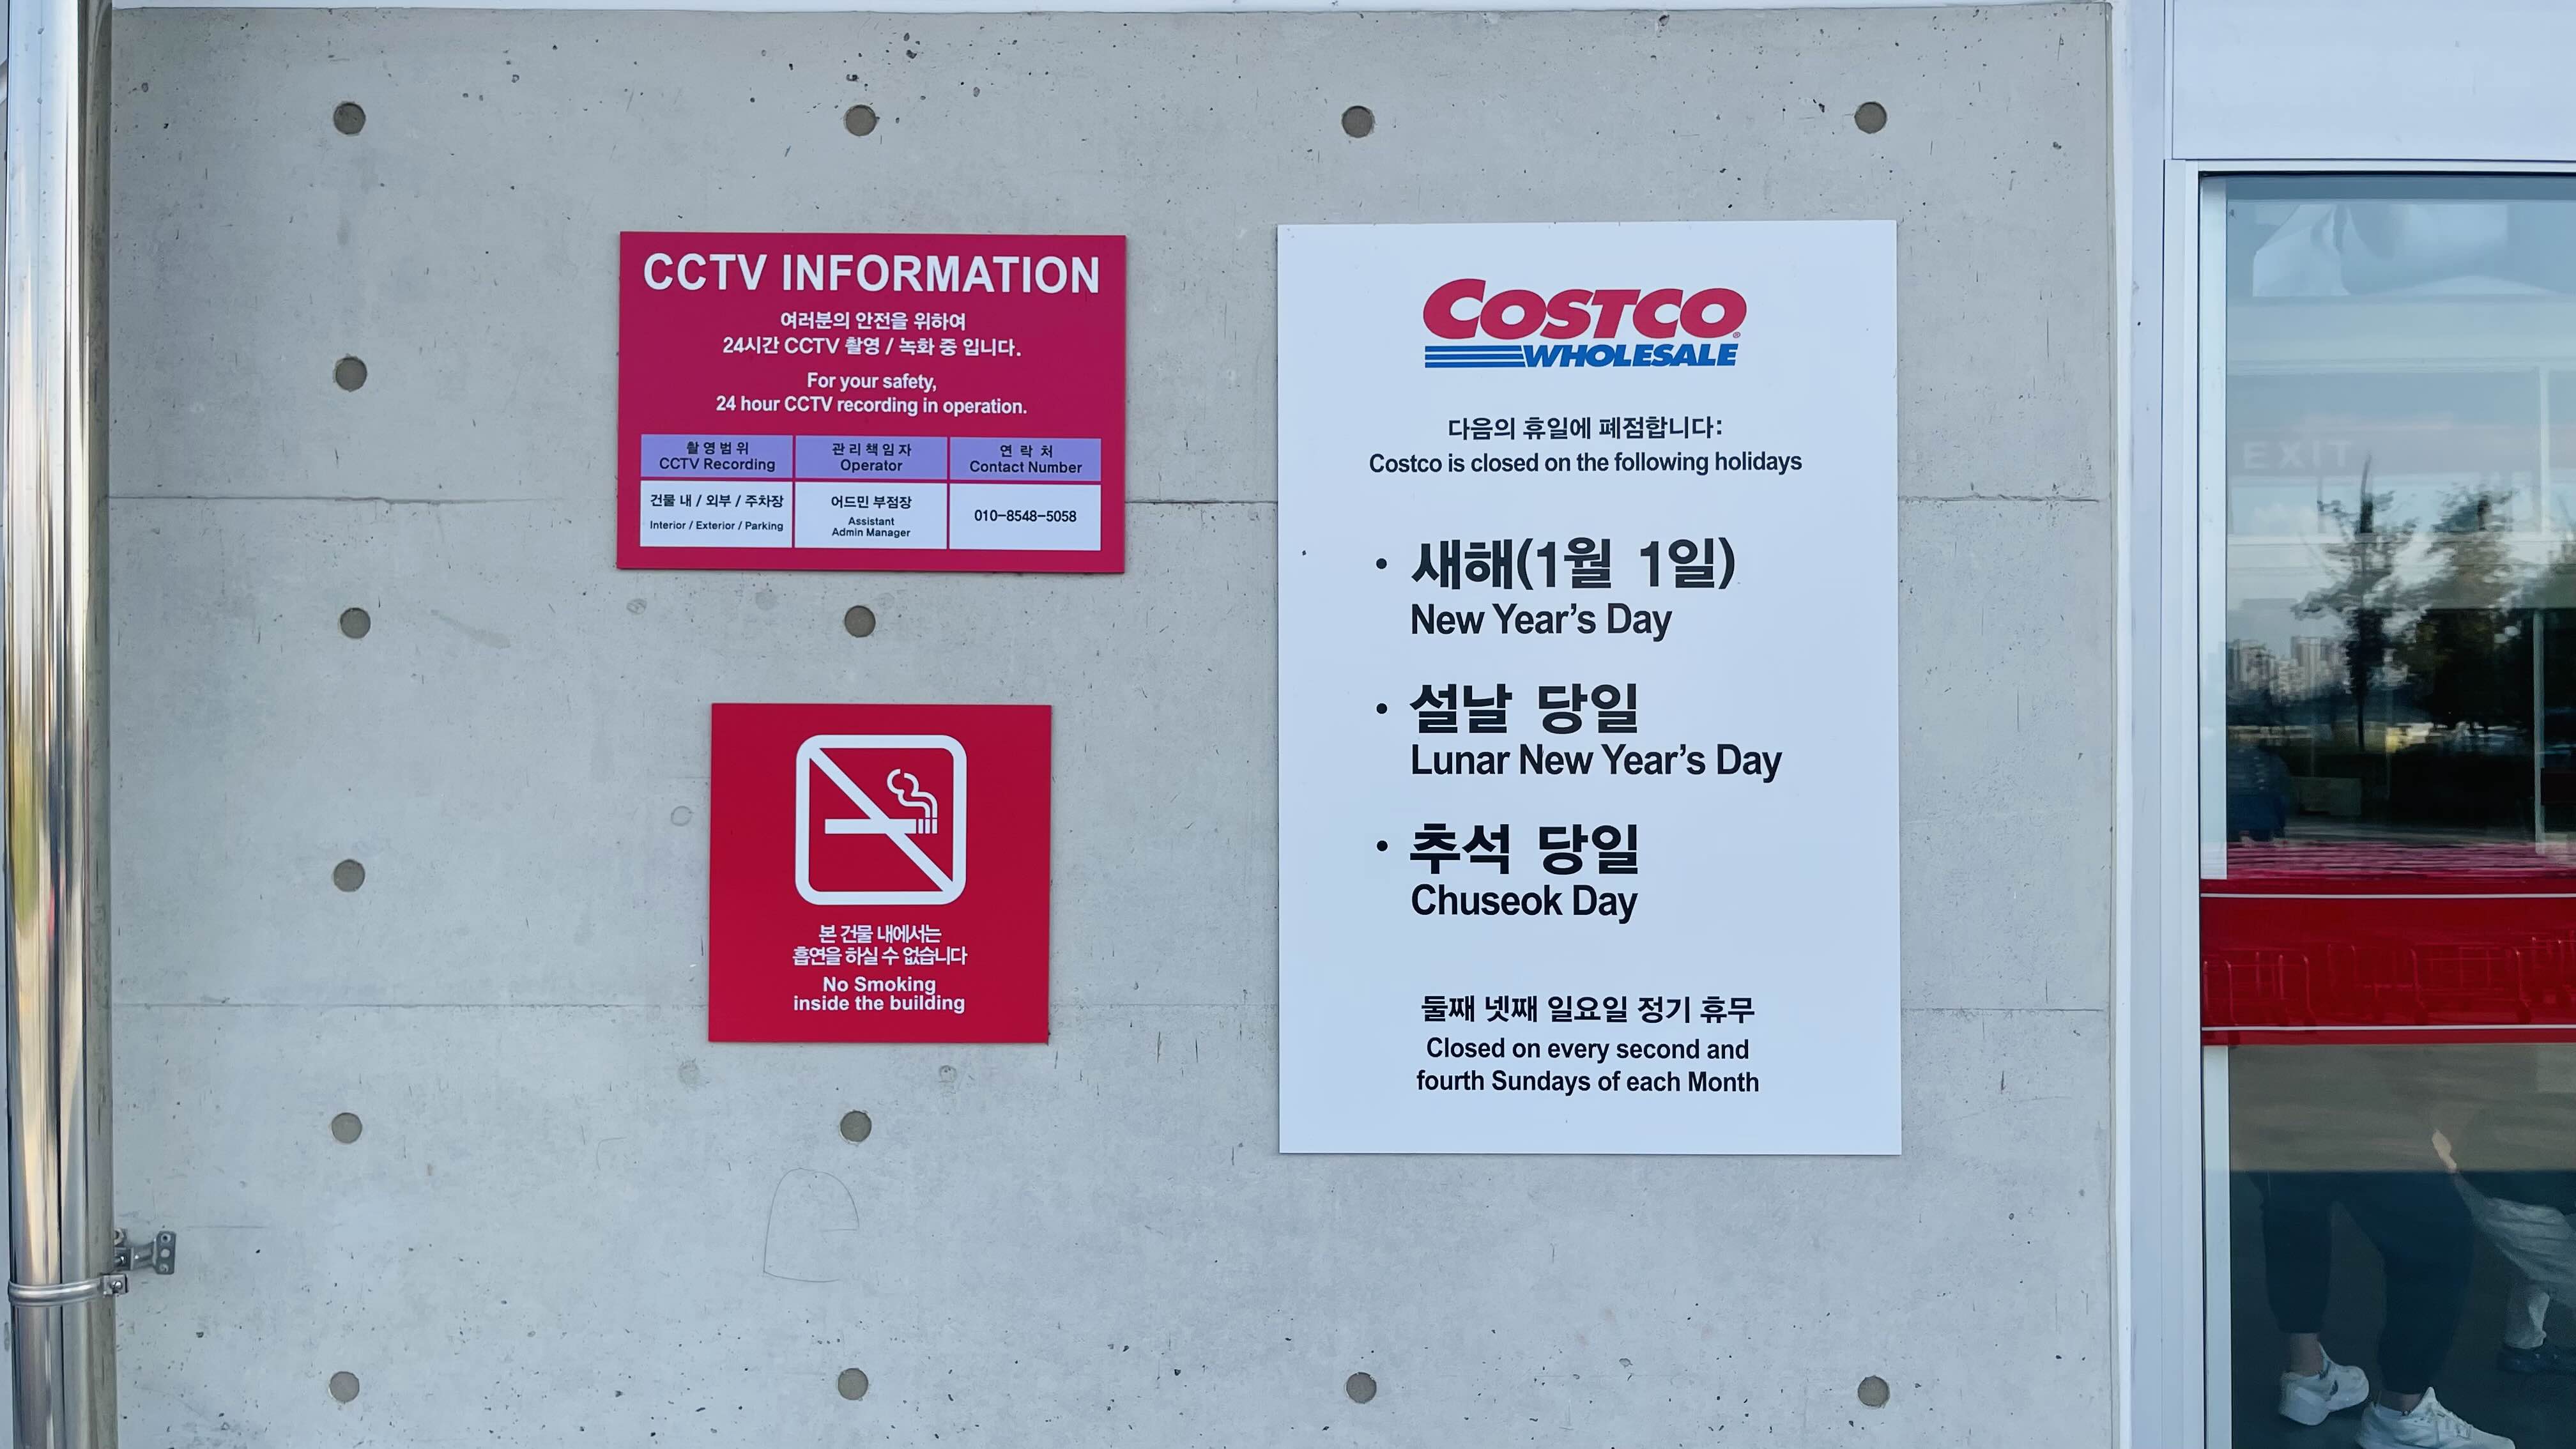 CCTV INFORMATION
여러분의 안전을 위하여
24시간 CCTV 촬영 / 녹화 중 입니다.
For your safety,
24 hour CCTV recording in operation.
촬영범위
CCTV Recording
관리책임자
Operator
연락처
Contact Number
건물 내 / 외부 / 주차장
Interior / Exterior / Parking
어드민 부점장
Assistant
Admin Manager
010-8548-5058
본 건물 내에서는
흡연을 하실 수 없습니다
No Smoking
inside the building
COSTCO
WHOLESALE
다음의 휴일에 폐점합니다:
Costco is closed on the following holidays
• 새해(1월 1일)
New Year's Day
• 설날 당일
Lunar New Year's Day
• 추석 당일
Chuseok Day
둘째 넷째 일요일 정기 휴무
Closed on every second and
fourth Sundays of each Month
EXIT